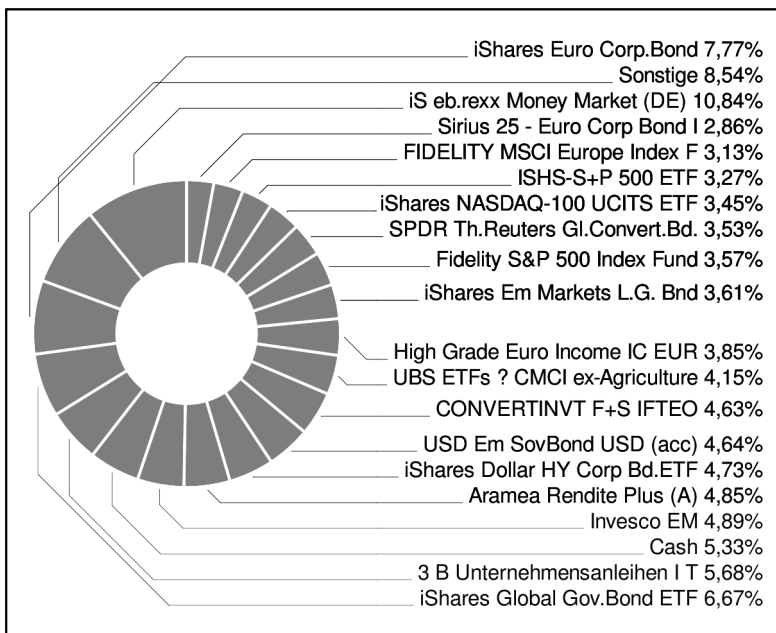 iShares Euro Corp.Bond 7,77%
Sonstige 8,54%
iS eb.rexx Money Market (DE) 10,84%
Sirius 25 - Euro Corp Bond I 2,86%
FIDELITY MSCI Europe Index F 3,13%
ISHS-S+P 500 ETF 3,27%
iShares NASDAQ-100 UCITS ETF 3,45%
SPDR Th.Reuters Gl.Convert.Bd. 3,53%
Fidelity S&P 500 Index Fund 3,57%
iShares Em Markets L.G. Bnd 3,61%
High Grade Euro Income IC EUR 3,85%
UBS ETFs ? CMCI ex-Agriculture 4,15%
CONVERTINVT F+S IFTEO 4,63%
USD Em SovBond USD (acc) 4,64%
iShares Dollar HY Corp Bd.ETF 4,73%
Aramea Rendite Plus (A) 4,85%
Invesco EM 4,89%
Cash 5,33%
3 B Unternehmensanleihen I T 5,68%
iShares Global Gov.Bond ETF 6,67%